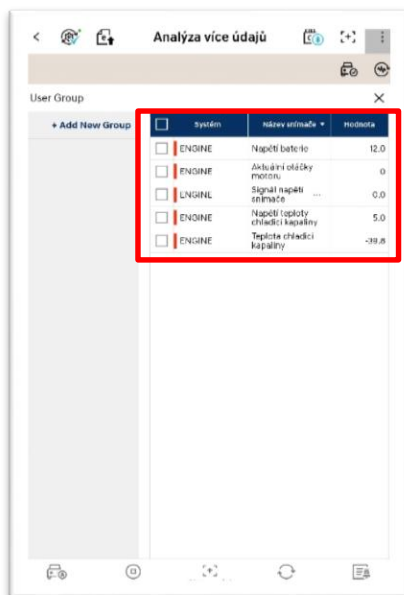 Analýza více údajů
User Group
+ Add New Group
Systém Název snímače Hodnota
ENGINE Napětí baterie 12.0
ENGINE Aktuální otáčky motoru 0
ENGINE Signál napětí snímače ... 0.0
ENGINE Napětí teploty chladicí kapaliny 5.0
ENGINE Teplota chladicí kapaliny -39.8